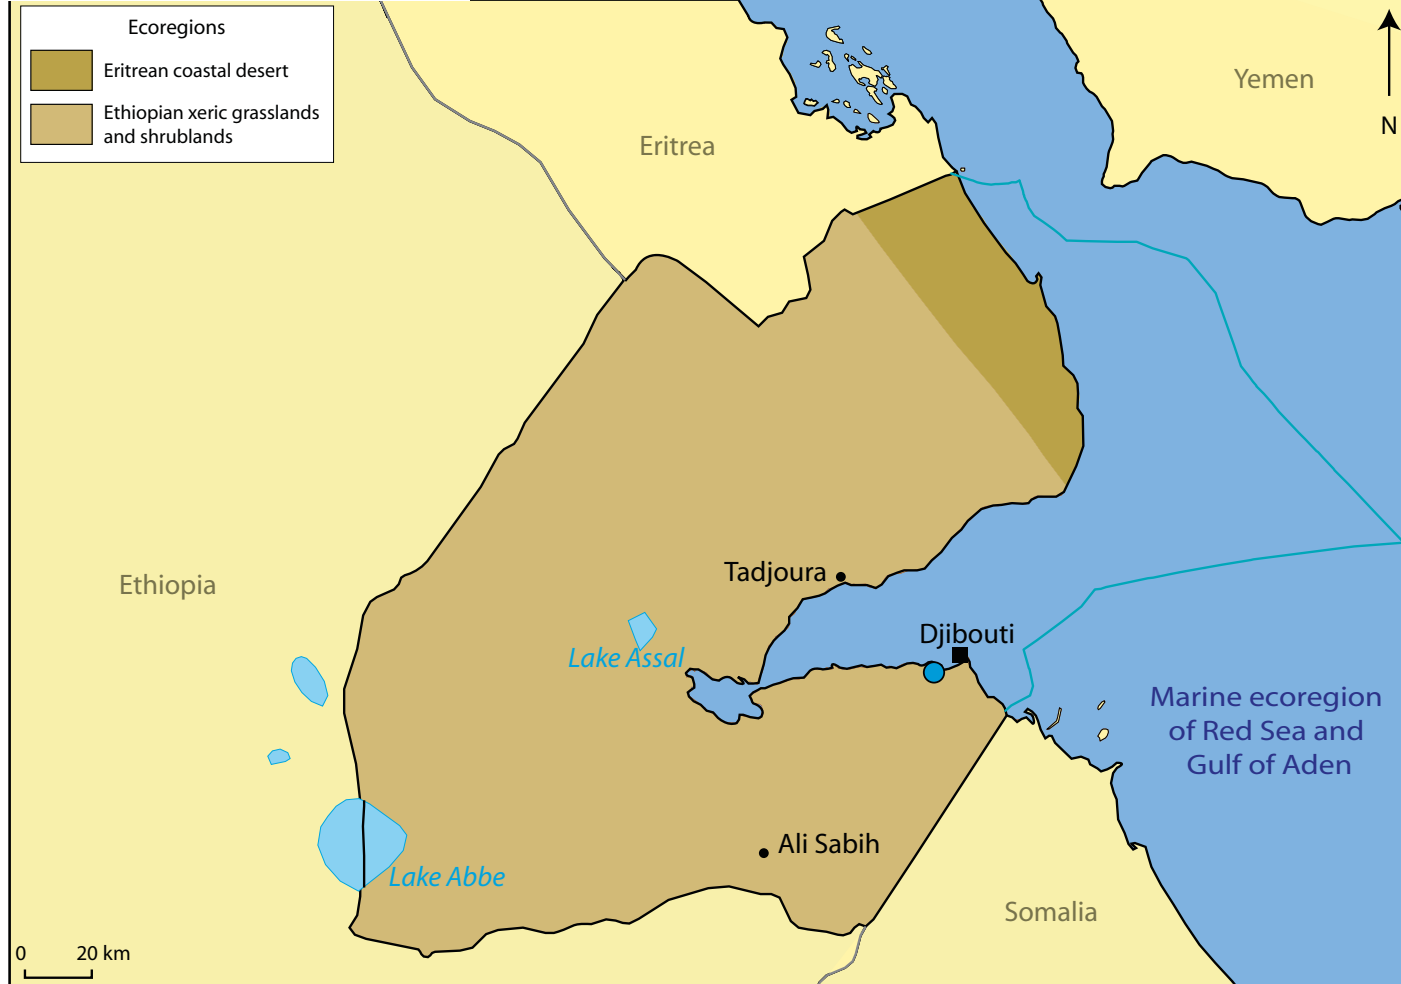 Ecoregions
Eritrean coastal desert
Ethiopian xeric grasslands
and shrublands
Yemen
N
Eritrea
Ethiopia
Tadjoura
Djibouti
Lake Assal
Marine ecoregion
of Red Sea and
Gulf of Aden
Ali Sabih
Lake Abbe
Somalia
0 20 km